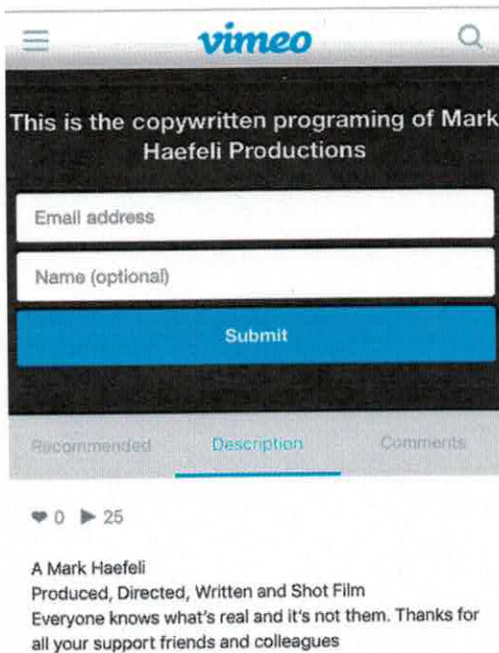 vimeo
This is the copywritten programing of Mark
Haefeli Productions
Email address
Name (optional)
Submit
Recommended
Description
Comments
0
25
A Mark Haefeli
Produced, Directed, Written and Shot Film
Everyone knows what's real and it's not them. Thanks for
all your support friends and colleagues